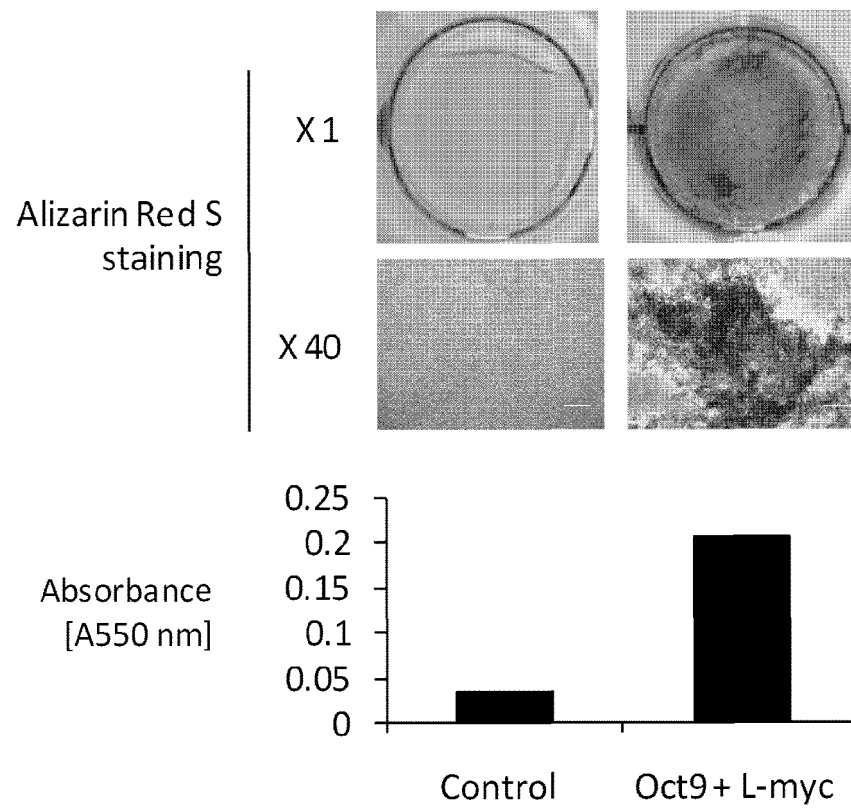 X 1
Alizarin Red S
staining
X 40
0.25
0.2
0.15
0.1
0.05
0
Absorbance
[A550 nm]
Control
Oct9 + L-myc